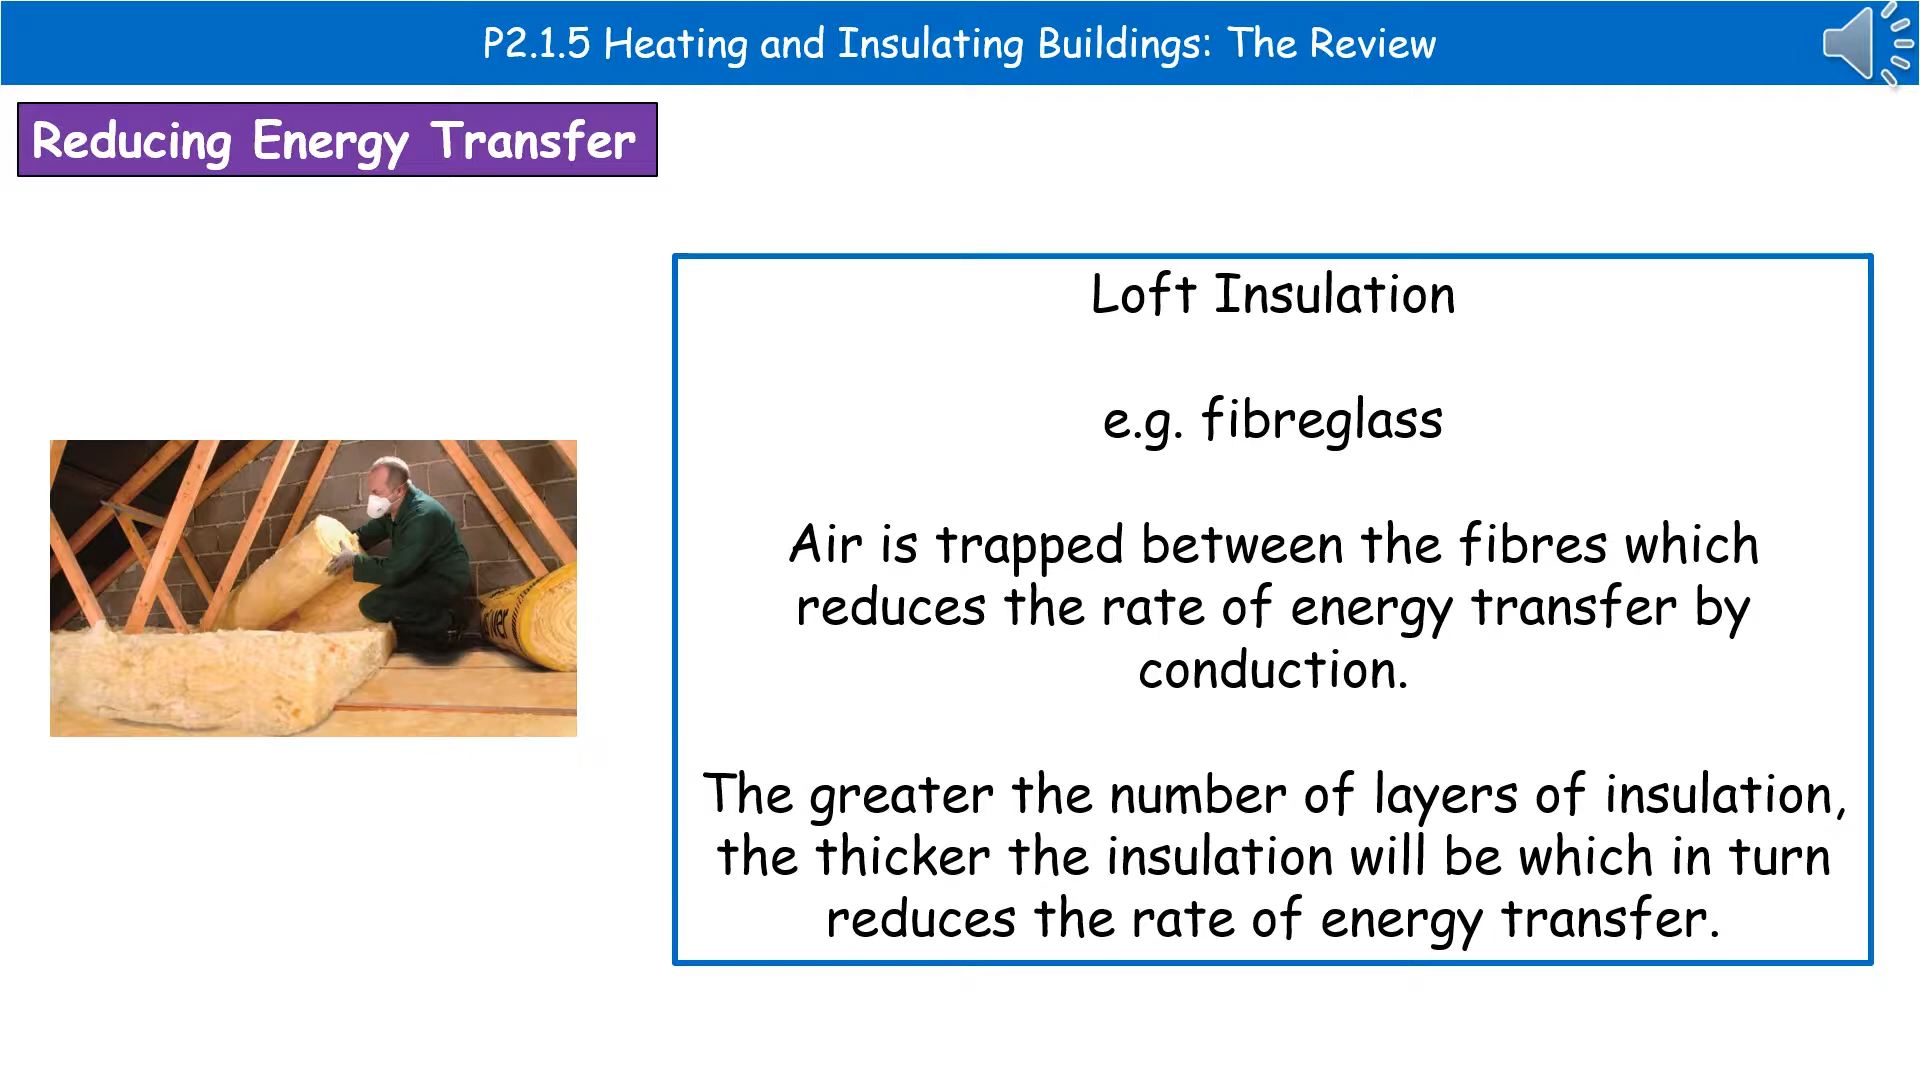 P2.1.5 Heating and Insulating Buildings: The Review
Reducing Energy Transfer
Loft Insulation
e.g. fibreglass
Air is trapped between the fibres which
reduces the rate of energy transfer by
conduction.
The greater the number of layers of insulation,
the thicker the insulation will be which in turn
reduces the rate of energy transfer.